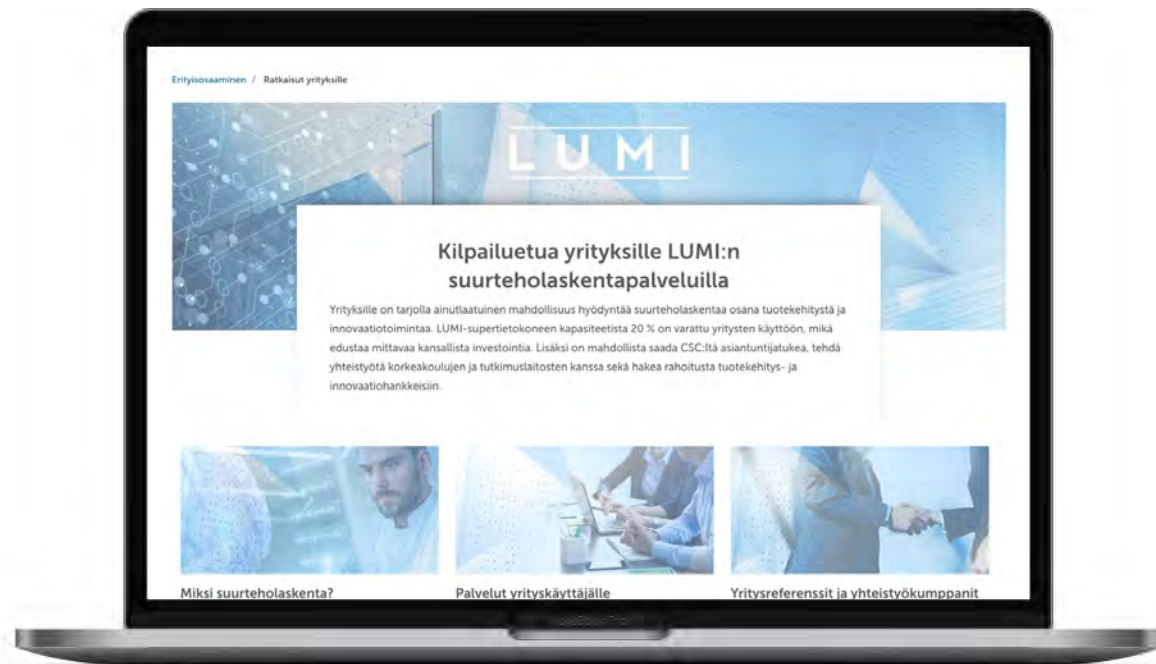 Erityisosaaminen / Ratkaisut yrityksille
LUMI
Kilpailuetua yrityksille LUMI:n
suurteholaskentapalveluilla
Yrityksille on tarjolla ainutlaatuinen mahdollisuus hyödyntää suurteholaskentaa osana tuotekehitystä ja
innovaatiotoimintaa. LUMI-supertietokoneen kapasiteetista 20 % on varattu yritysten käyttöön, mikä
edustaa mittavaa kansallista investointia. Lisäksi on mahdollista saada CSC:ltä asiantuntijatukea, tehdä
yhteistyötä korkeakoulujen ja tutkimuslaitosten kanssa sekä hakea rahoitusta tuotekehitys- ja
innovaatiohankkeisiin.
Miksi suurteholaskenta?
Palvelut yrityskäyttäjälle
Yritysreferenssit ja yhteistyökumppanit